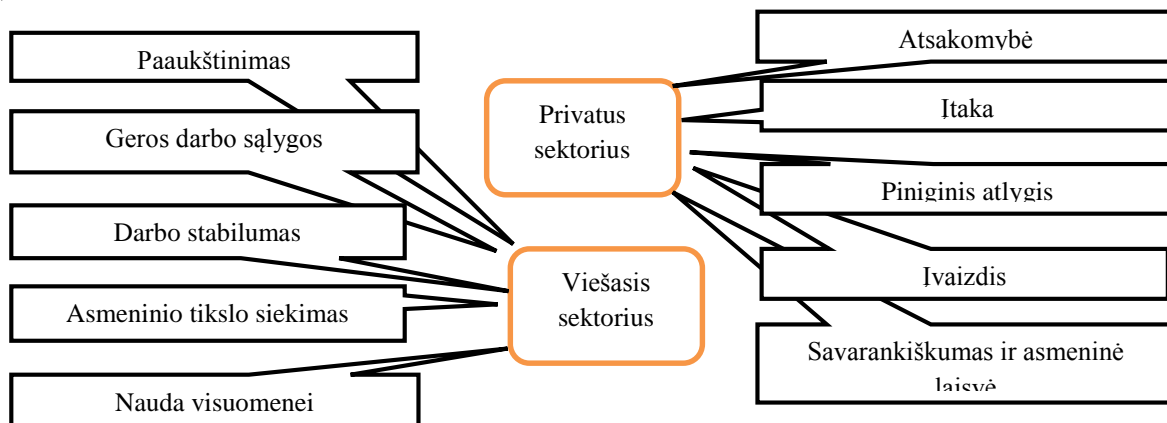 Paaukštinimas
Geros darbo sąlygos
Darbo stabilumas
Asmeninio tikslo siekimas
Nauda visuomenei
Privatus
sektorius
Viešasis
sektorius
Atsakomybė
Įtaka
Piniginis atlygis
Įvaizdis
Savarankiškumas ir asmeninė
laisvė